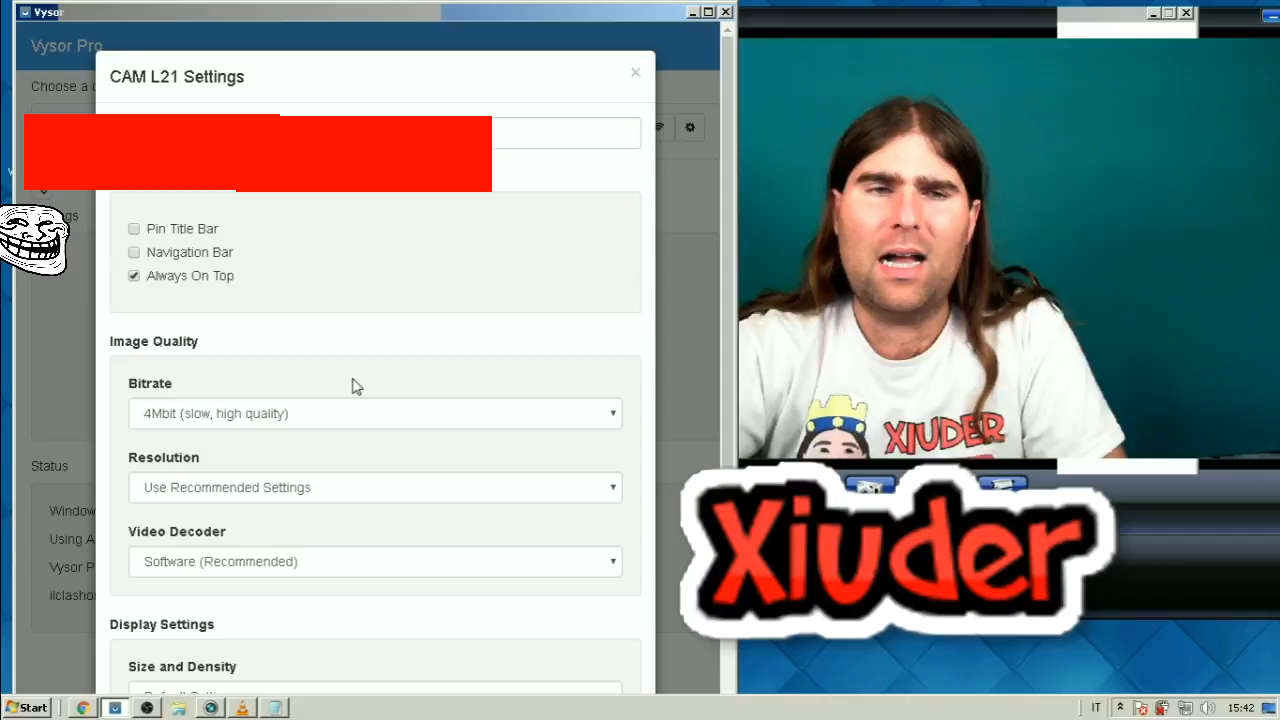 Vysor
Vysor Pro
CAM L21 Settings
×
Choose a d
Pin Title Bar
Navigation Bar
Always On Top
Image Quality
Bitrate
4Mbit (slow, high quality)
Resolution
Use Recommended Settings
Status
Window
Video Decoder
Using A
Software (Recommended)
Vysor P
ilclasho
Display Settings
Size and Density
XIUDER
Xiuder
Start
IT
15:42